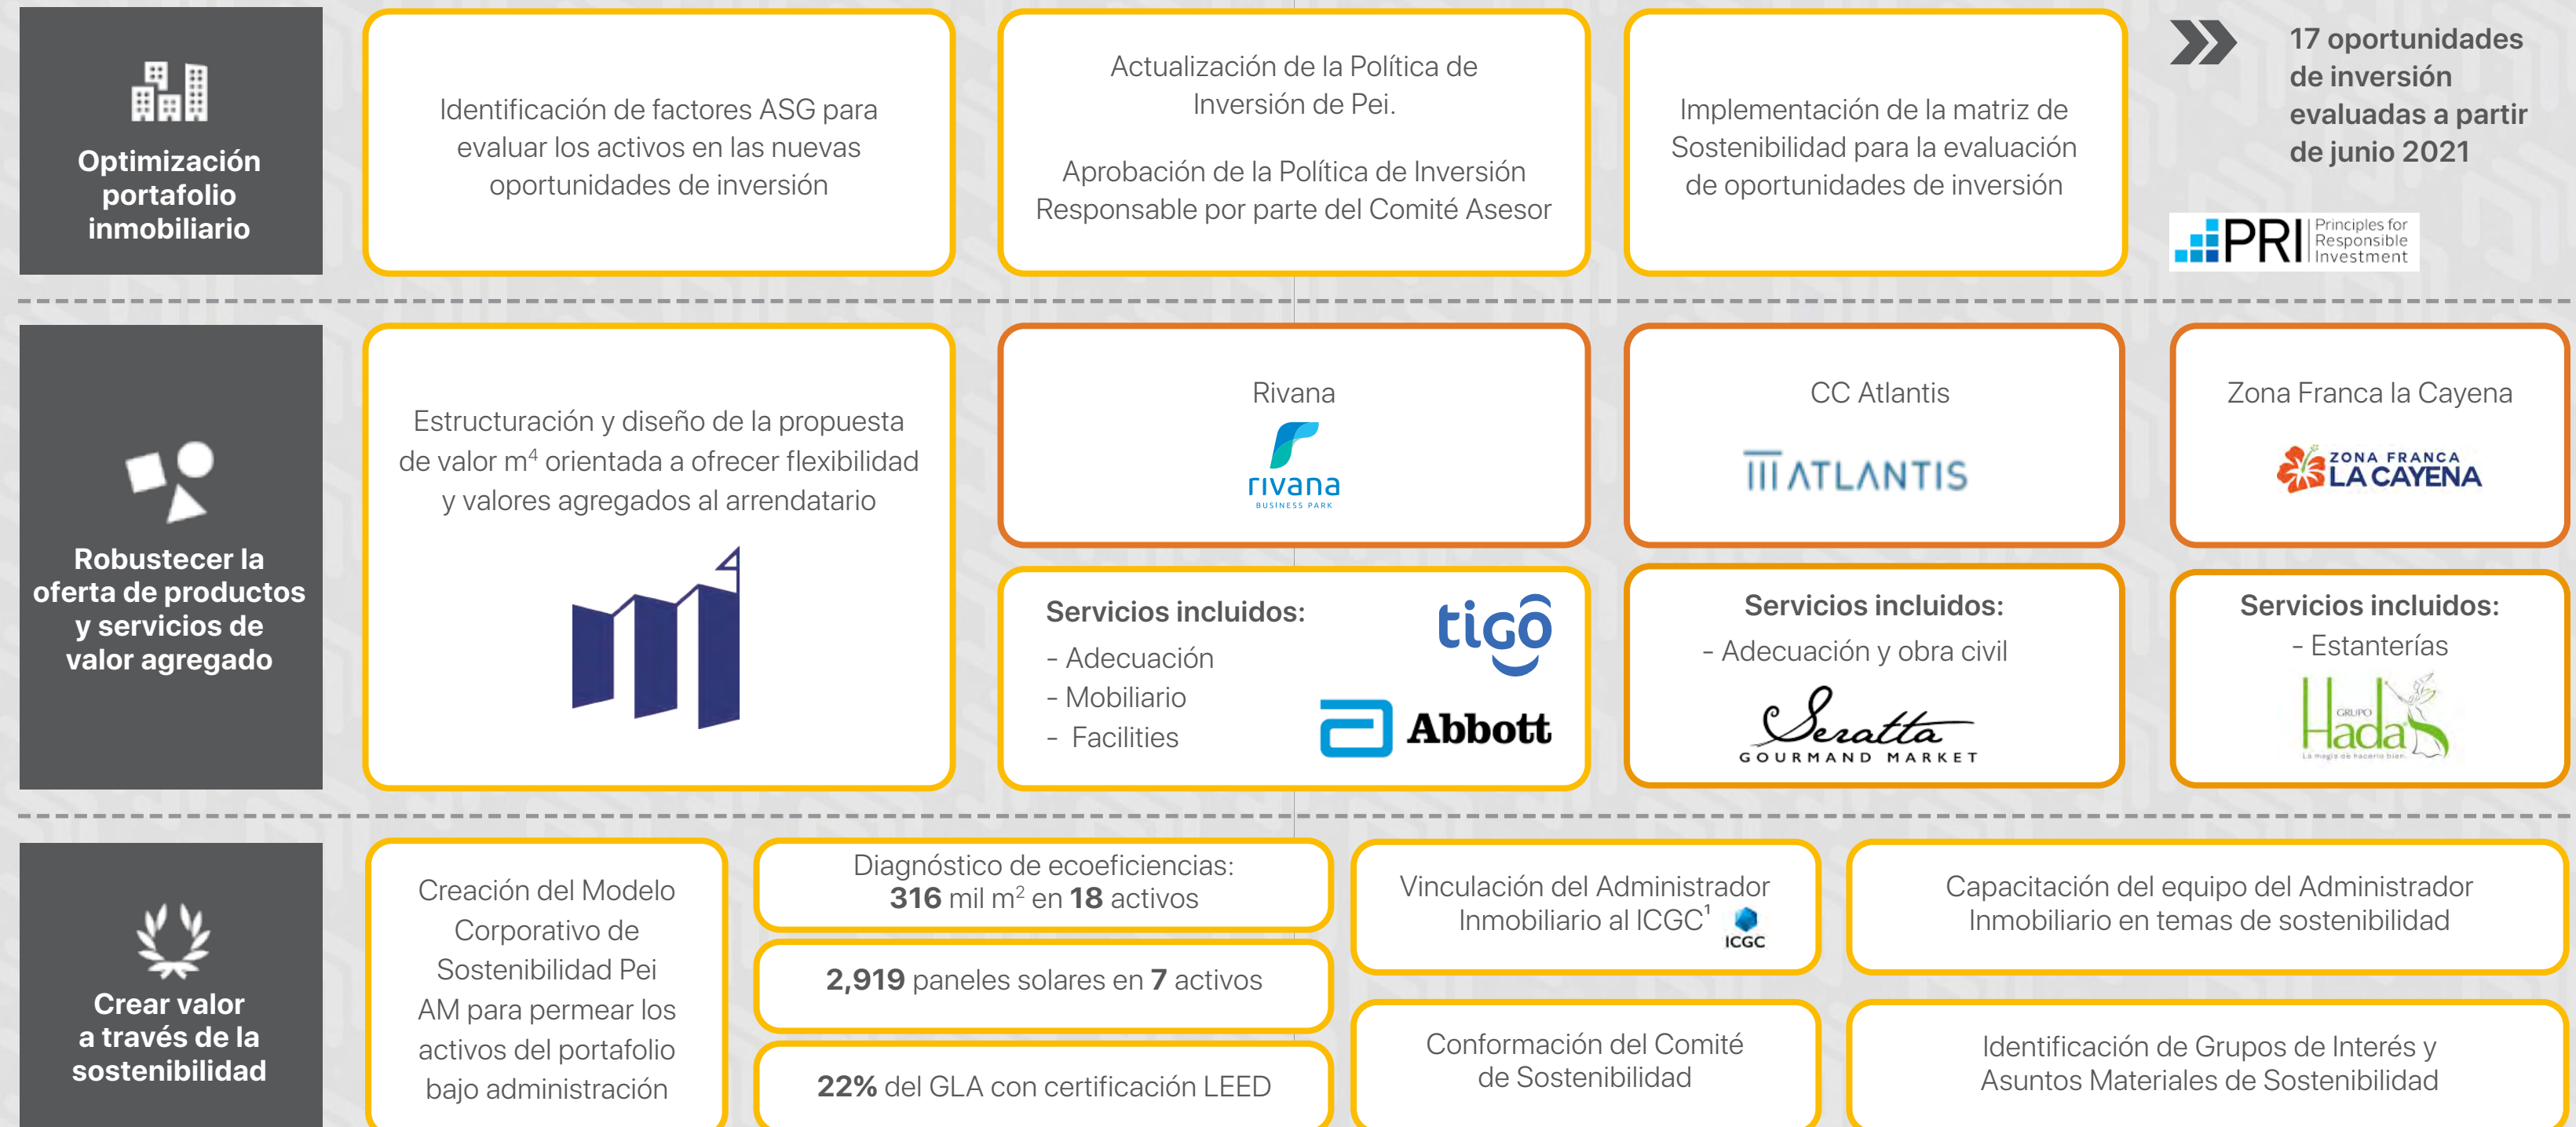 Optimización
portafolio
inmobiliario
Identificación de factores ASG para
evaluar los activos en las nuevas
oportunidades de inversión
Actualización de la Política de
Inversión de Pei.
Aprobación de la Política de Inversión
Responsable por parte del Comité Asesor
Implementación de la matriz de
Sostenibilidad para la evaluación
de oportunidades de inversión
17 oportunidades
de inversión
evaluadas a partir
de junio 2021
PRI
Principles for
Responsible
Investment
Robustecer la
oferta de productos
y servicios de
valor agregado
Estructuración y diseño de la propuesta
de valor m⁴ orientada a ofrecer flexibilidad
y valores agregados al arrendatario
Rivana
rivana
BUSINESS PARK
Servicios incluidos:
- Adecuación
- Mobiliario
- Facilities
tigo
Abbott
CC Atlantis
ATLANTIS
Servicios incluidos:
- Adecuación y obra civil
Seratta
GOURMAND MARKET
Zona Franca la Cayena
ZONA FRANCA
LA CAYENA
Servicios incluidos:
- Estanterías
GRUPO
Hada
La magia de hacerlo bien.
Crear valor
a través de la
sostenibilidad
Creación del Modelo
Corporativo de
Sostenibilidad Pei
AM para permear los
activos del portafolio
bajo administración
Diagnóstico de ecoeficiencias:
316 mil m² en 18 activos
2,919 paneles solares en 7 activos
22% del GLA con certificación LEED
Vinculación del Administrador
Inmobiliario al ICGC¹
ICGC
Conformación del Comité
de Sostenibilidad
Capacitación del equipo del Administrador
Inmobiliario en temas de sostenibilidad
Identificación de Grupos de Interés y
Asuntos Materiales de Sostenibilidad